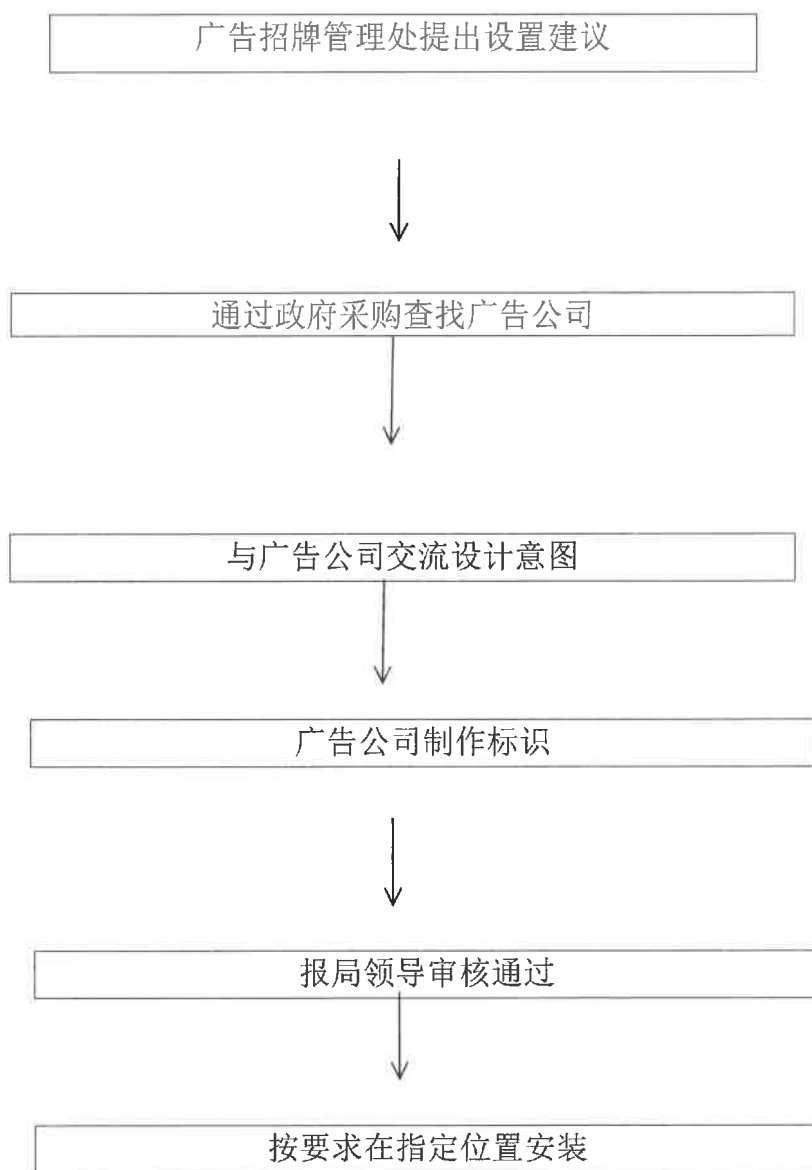 广告招牌管理处提出设置建议
通过政府采购查找广告公司
与广告公司交流设计意图
广告公司制作标识
报局领导审核通过
按要求在指定位置安装